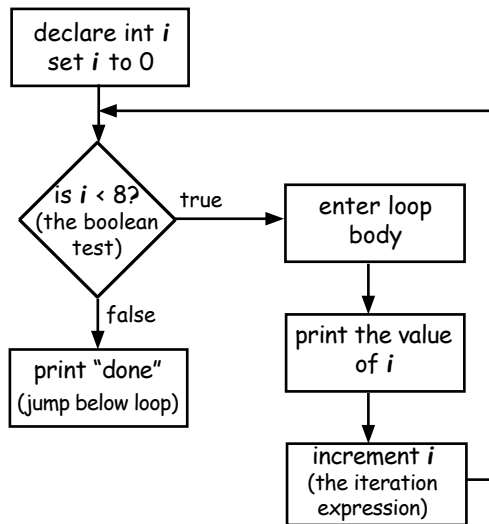 declare int i
set i to 0
is i < 8?
(the boolean
test)
true
enter loop
body
print the value
of i
increment i
(the iteration
expression)
false
print “done”
(jump below loop)